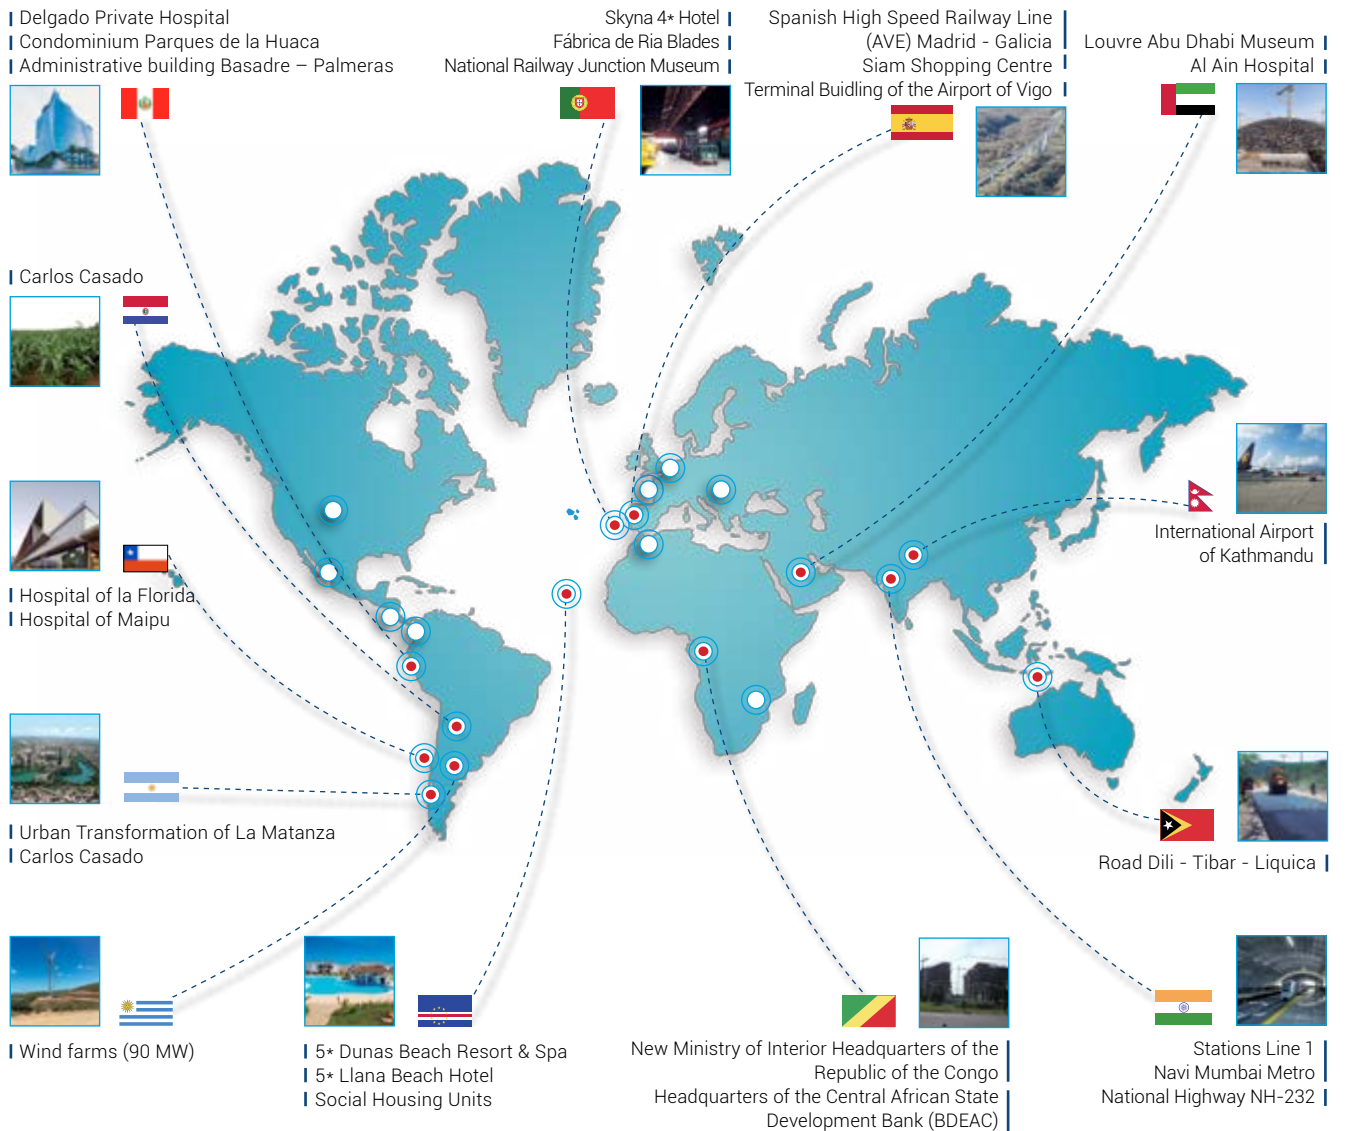 Delgado Private Hospital
Condominium Parques de la Huaca
Administrative building Basadre – Palmeras
Skyna 4* Hotel
Fábrica de Ria Blades
National Railway Junction Museum
Spanish High Speed Railway Line
(AVE) Madrid - Galicia
Siam Shopping Centre
Terminal Buidling of the Airport of Vigo
Louvre Abu Dhabi Museum
Al Ain Hospital
Carlos Casado
International Airport
of Kathmandu
Hospital of la Florida
Hospital of Maipu
Urban Transformation of La Matanza
Carlos Casado
Road Dili - Tibar - Liquica
Wind farms (90 MW)
5* Dunas Beach Resort & Spa
5* Llana Beach Hotel
Social Housing Units
New Ministry of Interior Headquarters of the
Republic of the Congo
Headquarters of the Central African State
Development Bank (BDEAC)
Stations Line 1
Navi Mumbai Metro
National Highway NH-232